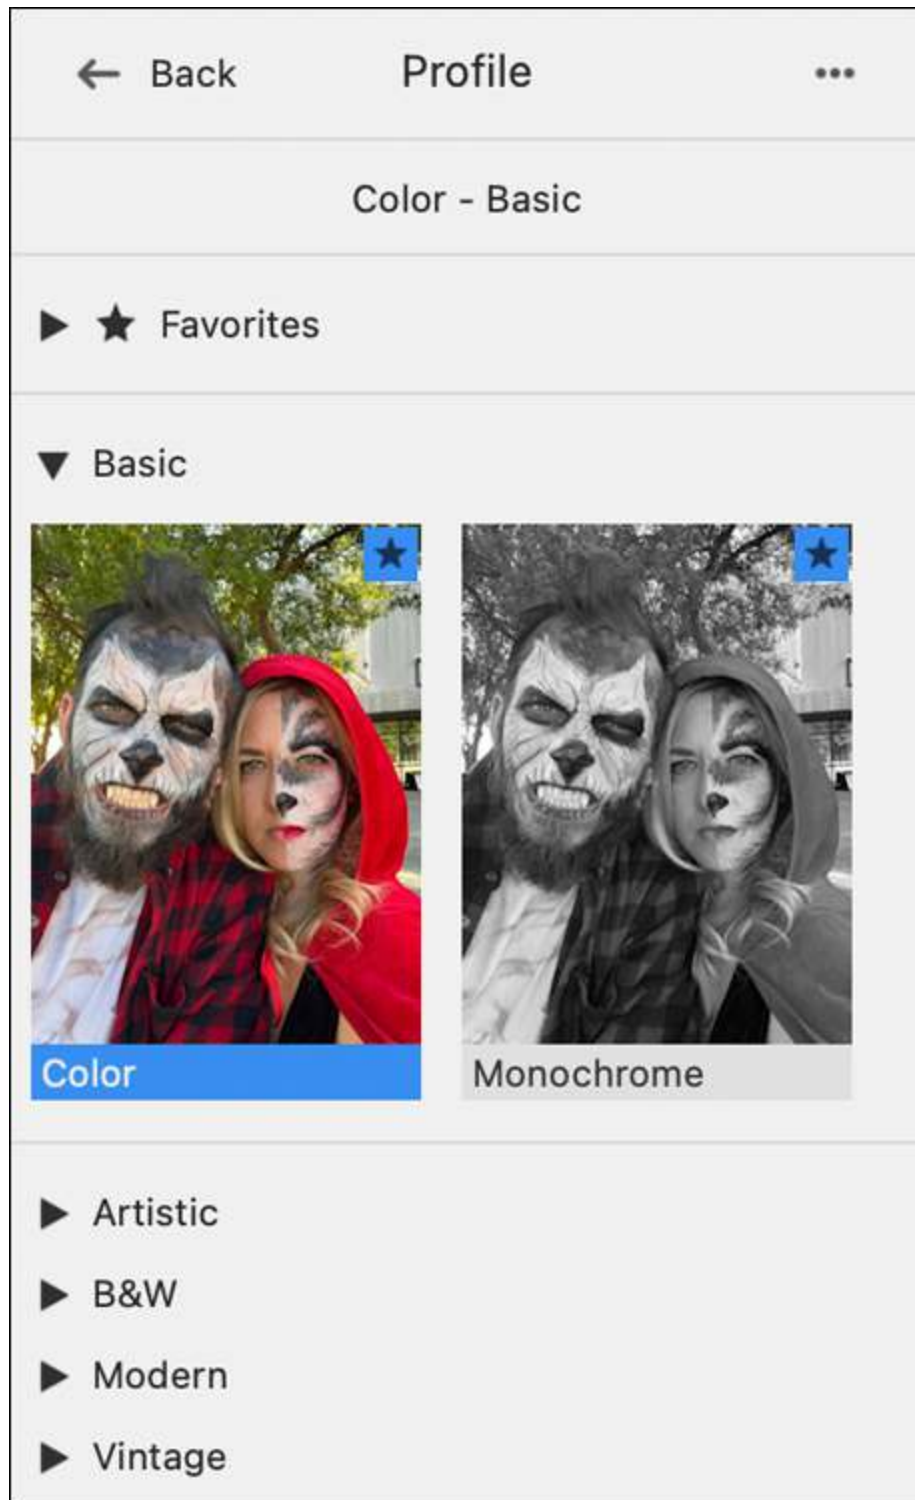 Back Profile
Color - Basic
Favorites
Basic
Color Monochrome
Artistic
B&W
Modern
Vintage